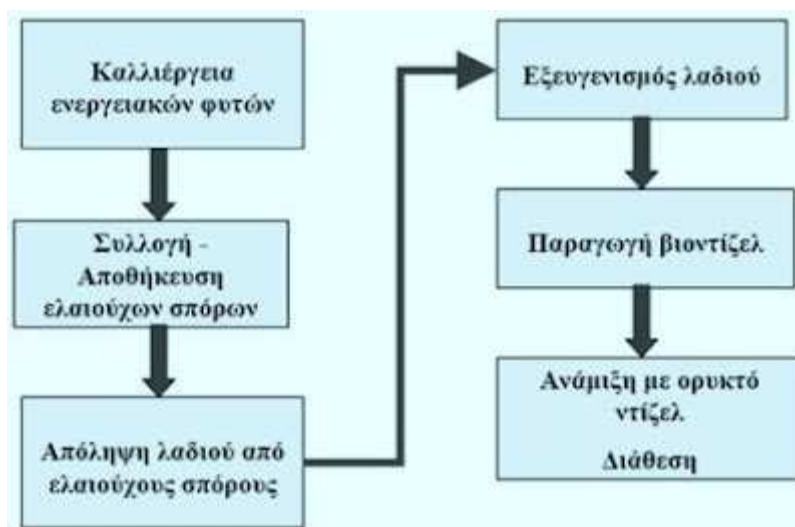 Καλλιέργεια
ενεργειακών φυτών
Συλλογή -
Αποθήκευση
ελαιούχων σπόρων
Απόληψη λαδιού από
ελαιούχους σπόρους
Εξευγενισμός λαδιού
Παραγωγή βιοντίζελ
Ανάμιξη με ορυκτό
ντίζελ
Διάθεση